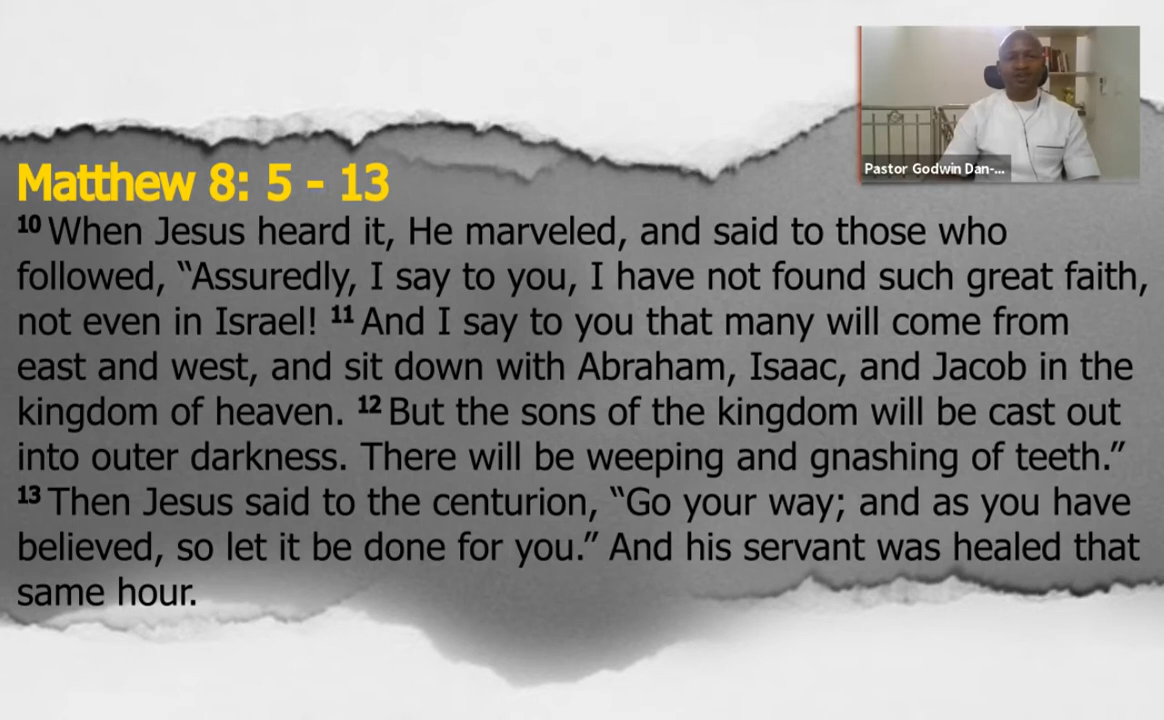 Pastor Godwin Dan-...
Matthew 8: 5 - 13
10 When Jesus heard it, He marveled, and said to those who
followed, “Assuredly, I say to you, I have not found such great faith,
not even in Israel! 11 And I say to you that many will come from
east and west, and sit down with Abraham, Isaac, and Jacob in the
kingdom of heaven. 12 But the sons of the kingdom will be cast out
into outer darkness. There will be weeping and gnashing of teeth.”
13 Then Jesus said to the centurion, “Go your way; and as you have
believed, so let it be done for you.” And his servant was healed that
same hour.